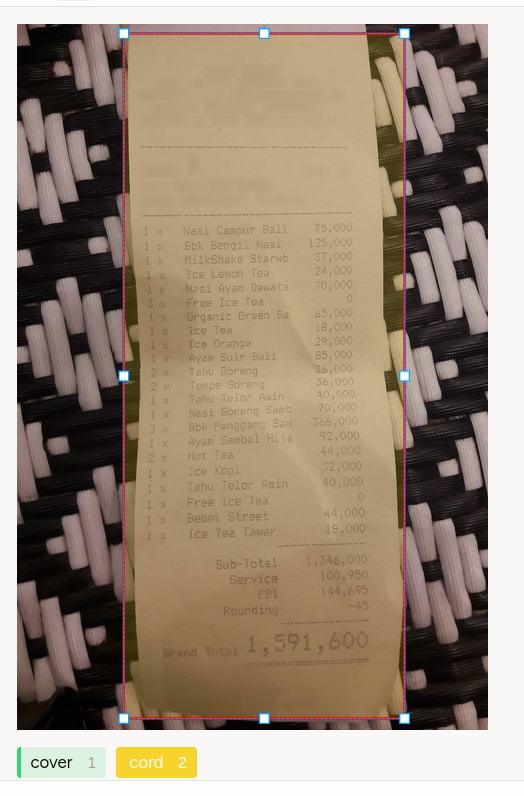 1 x Nasi Campur Bali 75,000
1 x Bbk Bengil Nasi 125,000
1 x MilkShake Starwb 37,000
1 x Ice Lemon Tea 24,000
1 x Nasi Ayam Dewata 70,000
3 x Free Ice Tea 0
1 x Organic Green Sa 65,000
1 x Ice Tea 18,000
1 x Ice Orange 29,000
1 x Ayam Suir Bali 85,000
2 x Tahu Goreng 36,000
2 x Tempe Goreng 36,000
1 x Tahu Telor Asin 40,000
1 x Nasi Goreng Samb 70,000
3 x Bbk Panggang Sam 366,000
1 x Ayam Sambal Hija 92,000
2 x Hot Tea 44,000
1 x Ice Kopi 32,000
1 x Tahu Telor Asin 40,000
1 x Free Ice Tea 0
1 x Bebek Street 44,000
1 x Ice Tea Tawar 18,000
Sub-Total 1,346,000
Service 100,950
PB1 144,695
Rounding -45
Grand Total 1,591,600
cover 1 cord 2